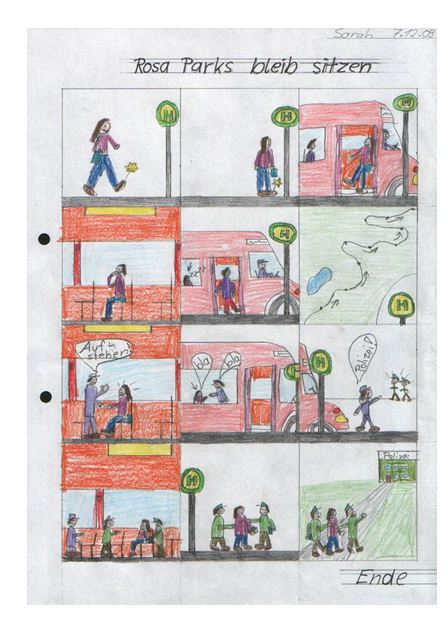 Sarah 7.12.09
Rosa Parks bleib sitzen
H
H
H
H
H
Auf=
stehen!
bla
bla
H
H
Polizei!
H
Polizei
Ende